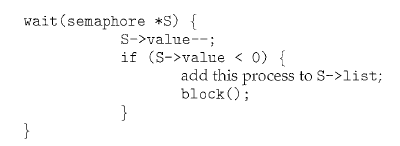 wait(semaphore *S) {
S->value--;
if (S->value < 0) {
add this process to S->list;
block();
}
}